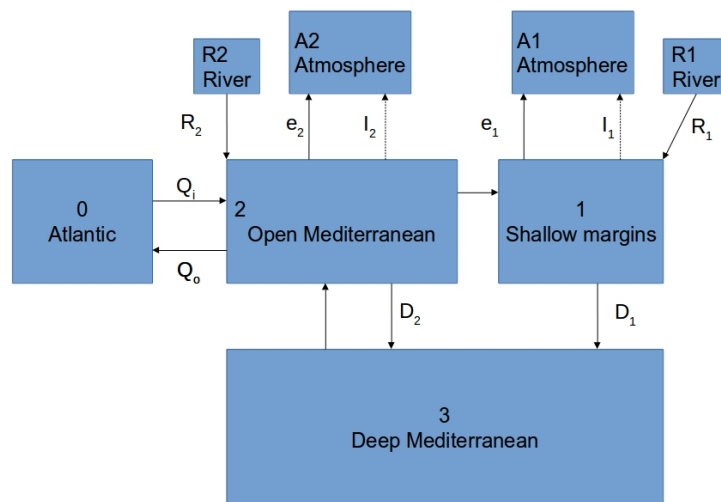 R2
River
A2
Atmosphere
A1
Atmosphere
R1
River
R₂
e₂
I₂
e₁
I₁
R₁
0
Atlantic
Qᵢ
Qₒ
2
Open Mediterranean
1
Shallow margins
D₂
D₁
3
Deep Mediterranean